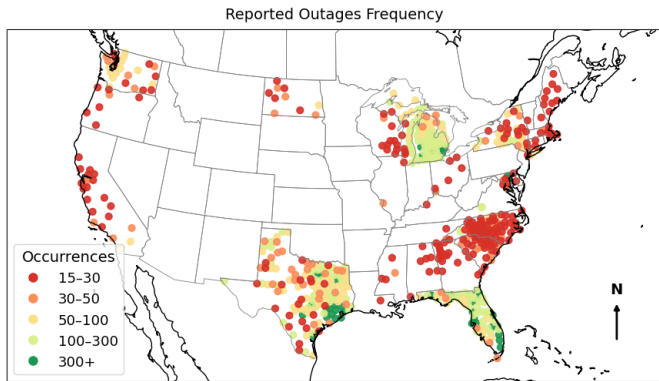 Reported Outages Frequency
Occurrences
15–30
30–50
50–100
100–300
300+
N